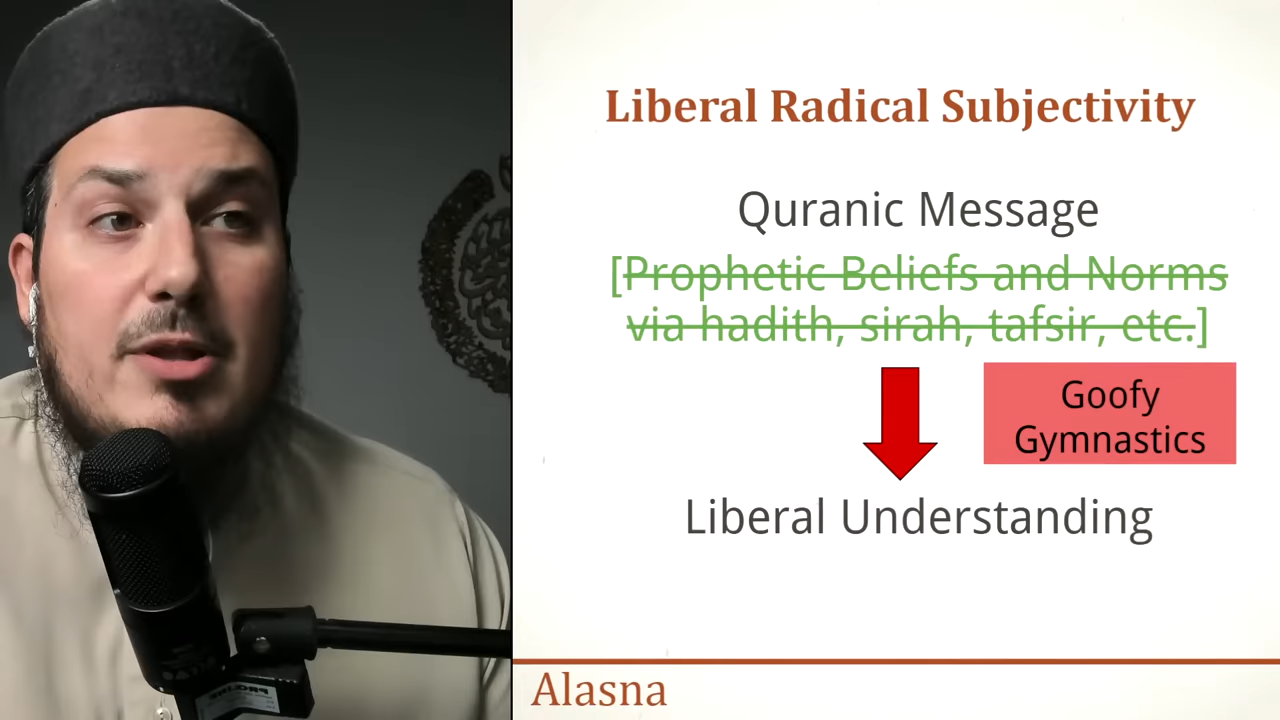 Liberal Radical Subjectivity
Quranic Message
[Prophetic Beliefs and Norms
via hadith, sirah, tafsir, etc.]
Goofy
Gymnastics
Liberal Understanding
Alasna